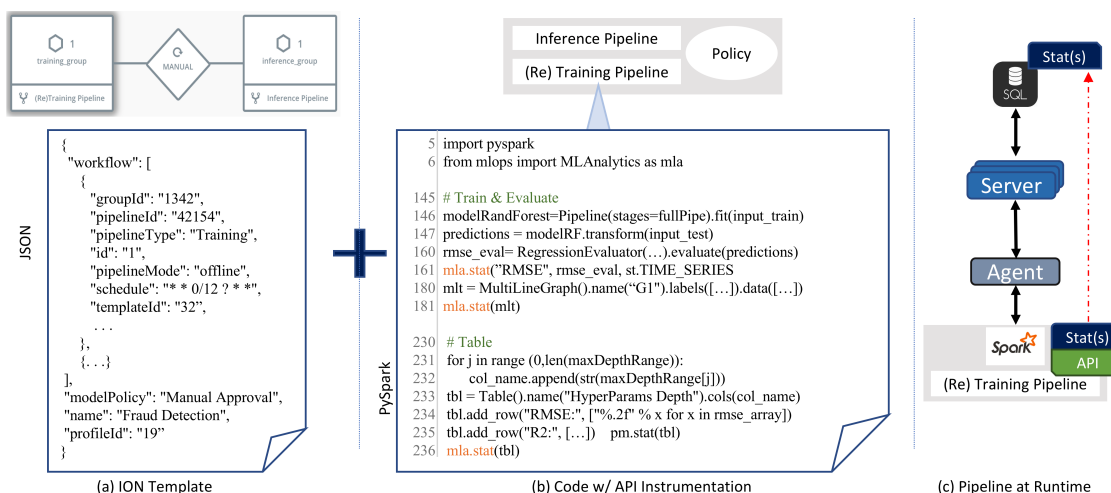 1
training_group
(Re)Training Pipeline
MANUAL
1
inference_group
Inference Pipeline
JSON
{
"workflow": [
{
"groupId": "1342",
"pipelineId": "42154",
"pipelineType": "Training",
"id": "1",
"pipelineMode": "offline",
"schedule": "* * 0/12 ? * *",
"templateId": "32",
. . .
},
{. . .}
],
"modelPolicy": "Manual Approval",
"name": "Fraud Detection",
"profileId": "19”
}
(a) ION Template
Inference Pipeline
(Re) Training Pipeline
Policy
PySpark
5 import pyspark
6 from mlops import MLAnalytics as mla
145 # Train & Evaluate
146 modelRandForest=Pipeline(stages=fullPipe).fit(input_train)
147 predictions = modelRF.transform(input_test)
160 rmse_eval= RegressionEvaluator(…).evaluate(predictions)
161 mla.stat(”RMSE", rmse_eval, st.TIME_SERIES
180 mlt = MultiLineGraph().name(“G1").labels([…]).data([…])
181 mla.stat(mlt)
230 # Table
231 for j in range (0,len(maxDepthRange)):
232 col_name.append(str(maxDepthRange[j]))
233 tbl = Table().name("HyperParams Depth").cols(col_name)
234 tbl.add_row("RMSE:", ["%.2f" % x for x in rmse_array])
235 tbl.add_row("R2:", […]) pm.stat(tbl)
236 mla.stat(tbl)
(b) Code w/ API Instrumentation
Stat(s)
SQL
Server
Agent
Spark
Stat(s)
API
(Re) Training Pipeline
(c) Pipeline at Runtime